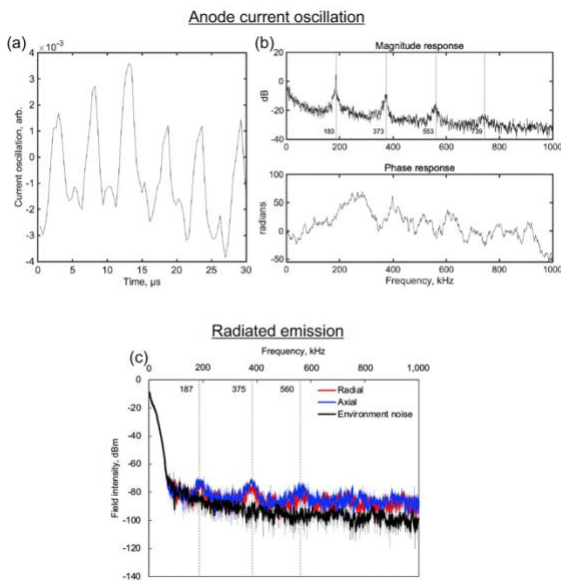 Anode current oscillation
(a)
×10⁻³
4
3
2
1
0
-1
-2
-3
-4
Current oscillation, arb.
0 5 10 15 20 25 30
Time, µs
(b)
Magnitude response
20
0
-20
-40
dB
183 373 553 739
0 200 400 600 800 1000
kHz
Phase response
100
50
0
-50
radians
0 200 400 600 800 1000
Frequency, kHz
Radiated emission
(c)
Frequency, kHz
0 200 400 600 800 1,000
0
-20
-40
-60
-80
-100
-120
-140
Field intensity, dBm
187 375 560
Radial
Axial
Environment noise